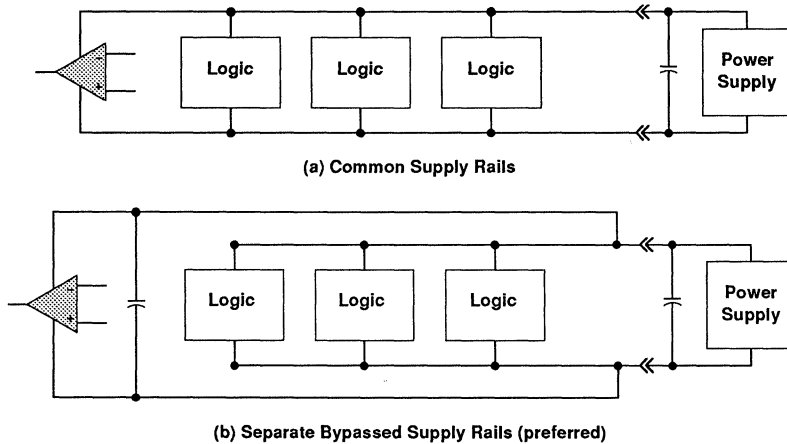 Logic
Logic
Logic
Power
Supply
(a) Common Supply Rails
Logic
Logic
Logic
Power
Supply
(b) Separate Bypassed Supply Rails (preferred)